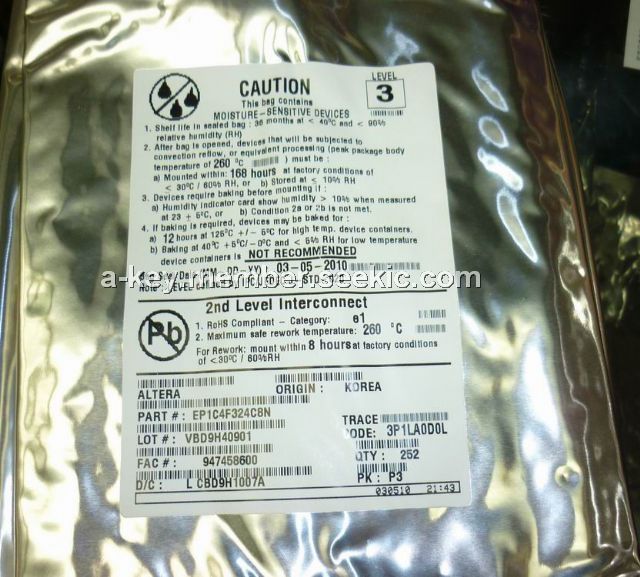 CAUTION
This bag contains
MOISTURE-SENSITIVE DEVICES
LEVEL
3
1. Shelf life in sealed bag : 36 months at < 40°C and < 90%
relative humidity (RH)
2. After bag is opened, devices that will be subjected to
convection reflow, or equivalent processing (peak package body
temperature of 260 °C ) must be :
a) Mounted within: 168 hours at factory conditions of
< 30°C / 60% RH, or b) Stored at ≤ 10% RH
3. Devices require baking before mounting if :
a) Humidity indicator card show humidity > 10% when measured
at 23 + 5°C, or b) Condition 2a or 2b is not met.
4. If baking is required, devices may be baked for :
a) 12 hours at 125°C +/- 5°C for high temp. device containers.
b) Baking at 40°C + 5°C/-0°C and < 5% RH for low temperature
device containers is NOT RECOMMENDED
03-05-2010
a-key.member.seekic.com
2nd Level Interconnect
Pb
1. RoHS Compliant - Category: e1
2. Maximum safe rework temperature: 260 °C
For Rework: mount within 8 hours at factory conditions
of <30°C / 60%RH
ALTERA ORIGIN : KOREA
PART # : EP1C4F324C8N
TRACE
CODE: 3P1LA0D0L
LOT # : VBD9H40901
QTY : 252
FAC # : 947458600
PK : P3
D/C : L CBD9H1007A
030510 21:43